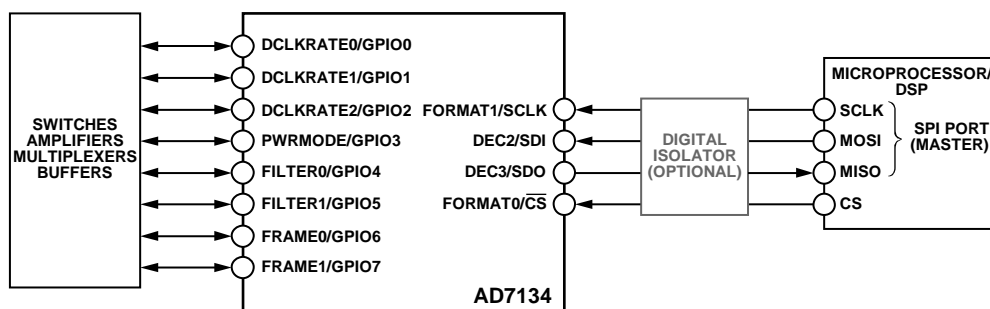 SWITCHES
AMPLIFIERS
MULTIPLEXERS
BUFFERS
DCLKRATE0/GPIO0
DCLKRATE1/GPIO1
DCLKRATE2/GPIO2
PWRMODE/GPIO3
FILTER0/GPIO4
FILTER1/GPIO5
FRAME0/GPIO6
FRAME1/GPIO7
FORMAT1/SCLK
DEC2/SDI
DEC3/SDO
FORMAT0/CS
AD7134
DIGITAL
ISOLATOR
(OPTIONAL)
MICROPROCESSOR/
DSP
SCLK
MOSI
MISO
CS
SPI PORT
(MASTER)